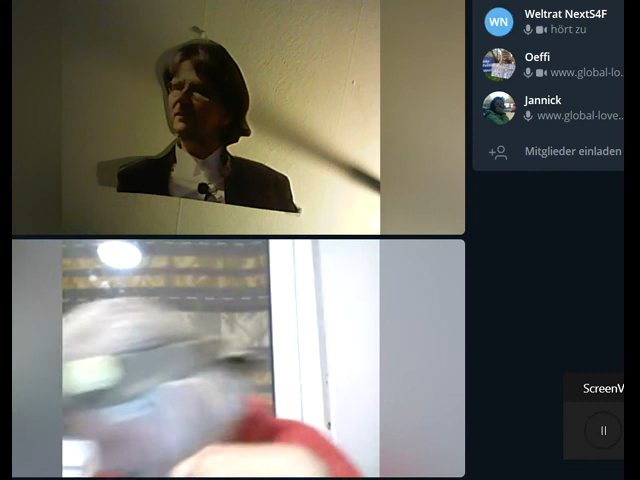 WN
Weltrat NextS4F
hört zu
Oeffi
www.global-lo...
Jannick
www.global-love...
Mitglieder einladen
ScreenV